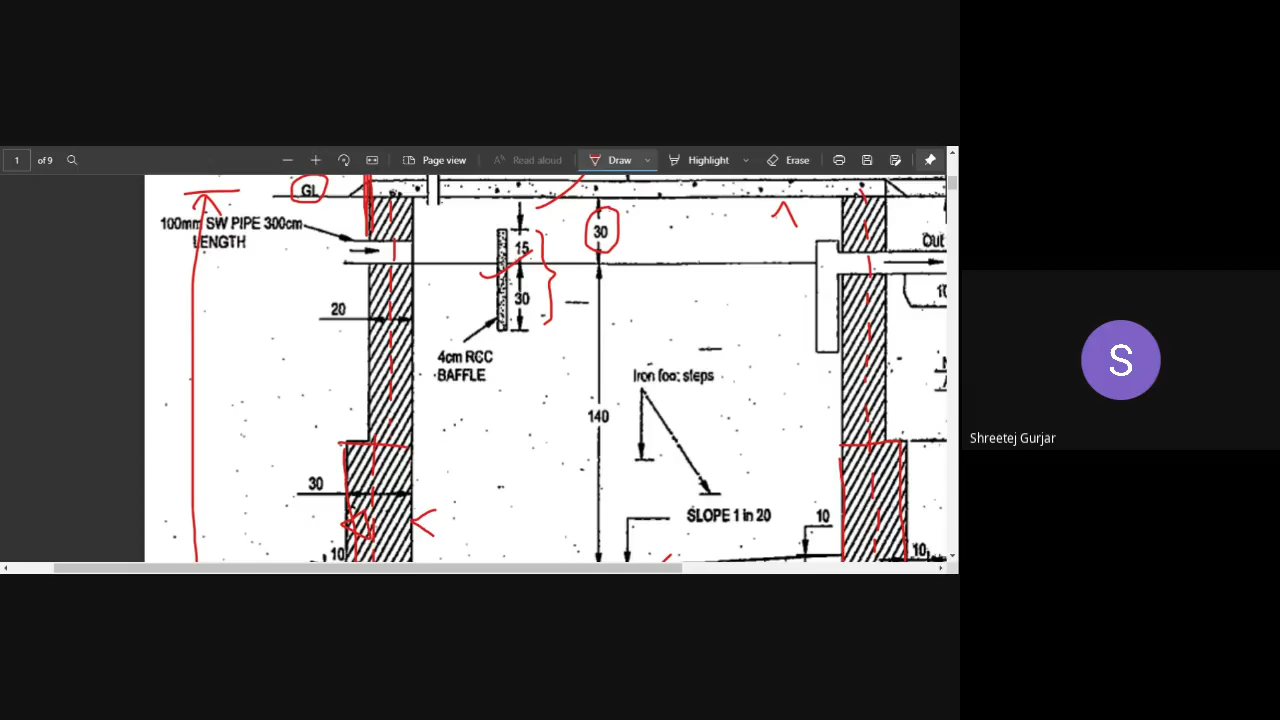 1 of 9 Page view Read aloud Draw Highlight Erase
GL
100mm SW PIPE 300cm
LENGTH
30
15
Out
30
20
4cm RCC
BAFFLE
Iron foot steps
140
30
SLOPE 1 in 20
10
10
10
S
Shreetej Gurjar